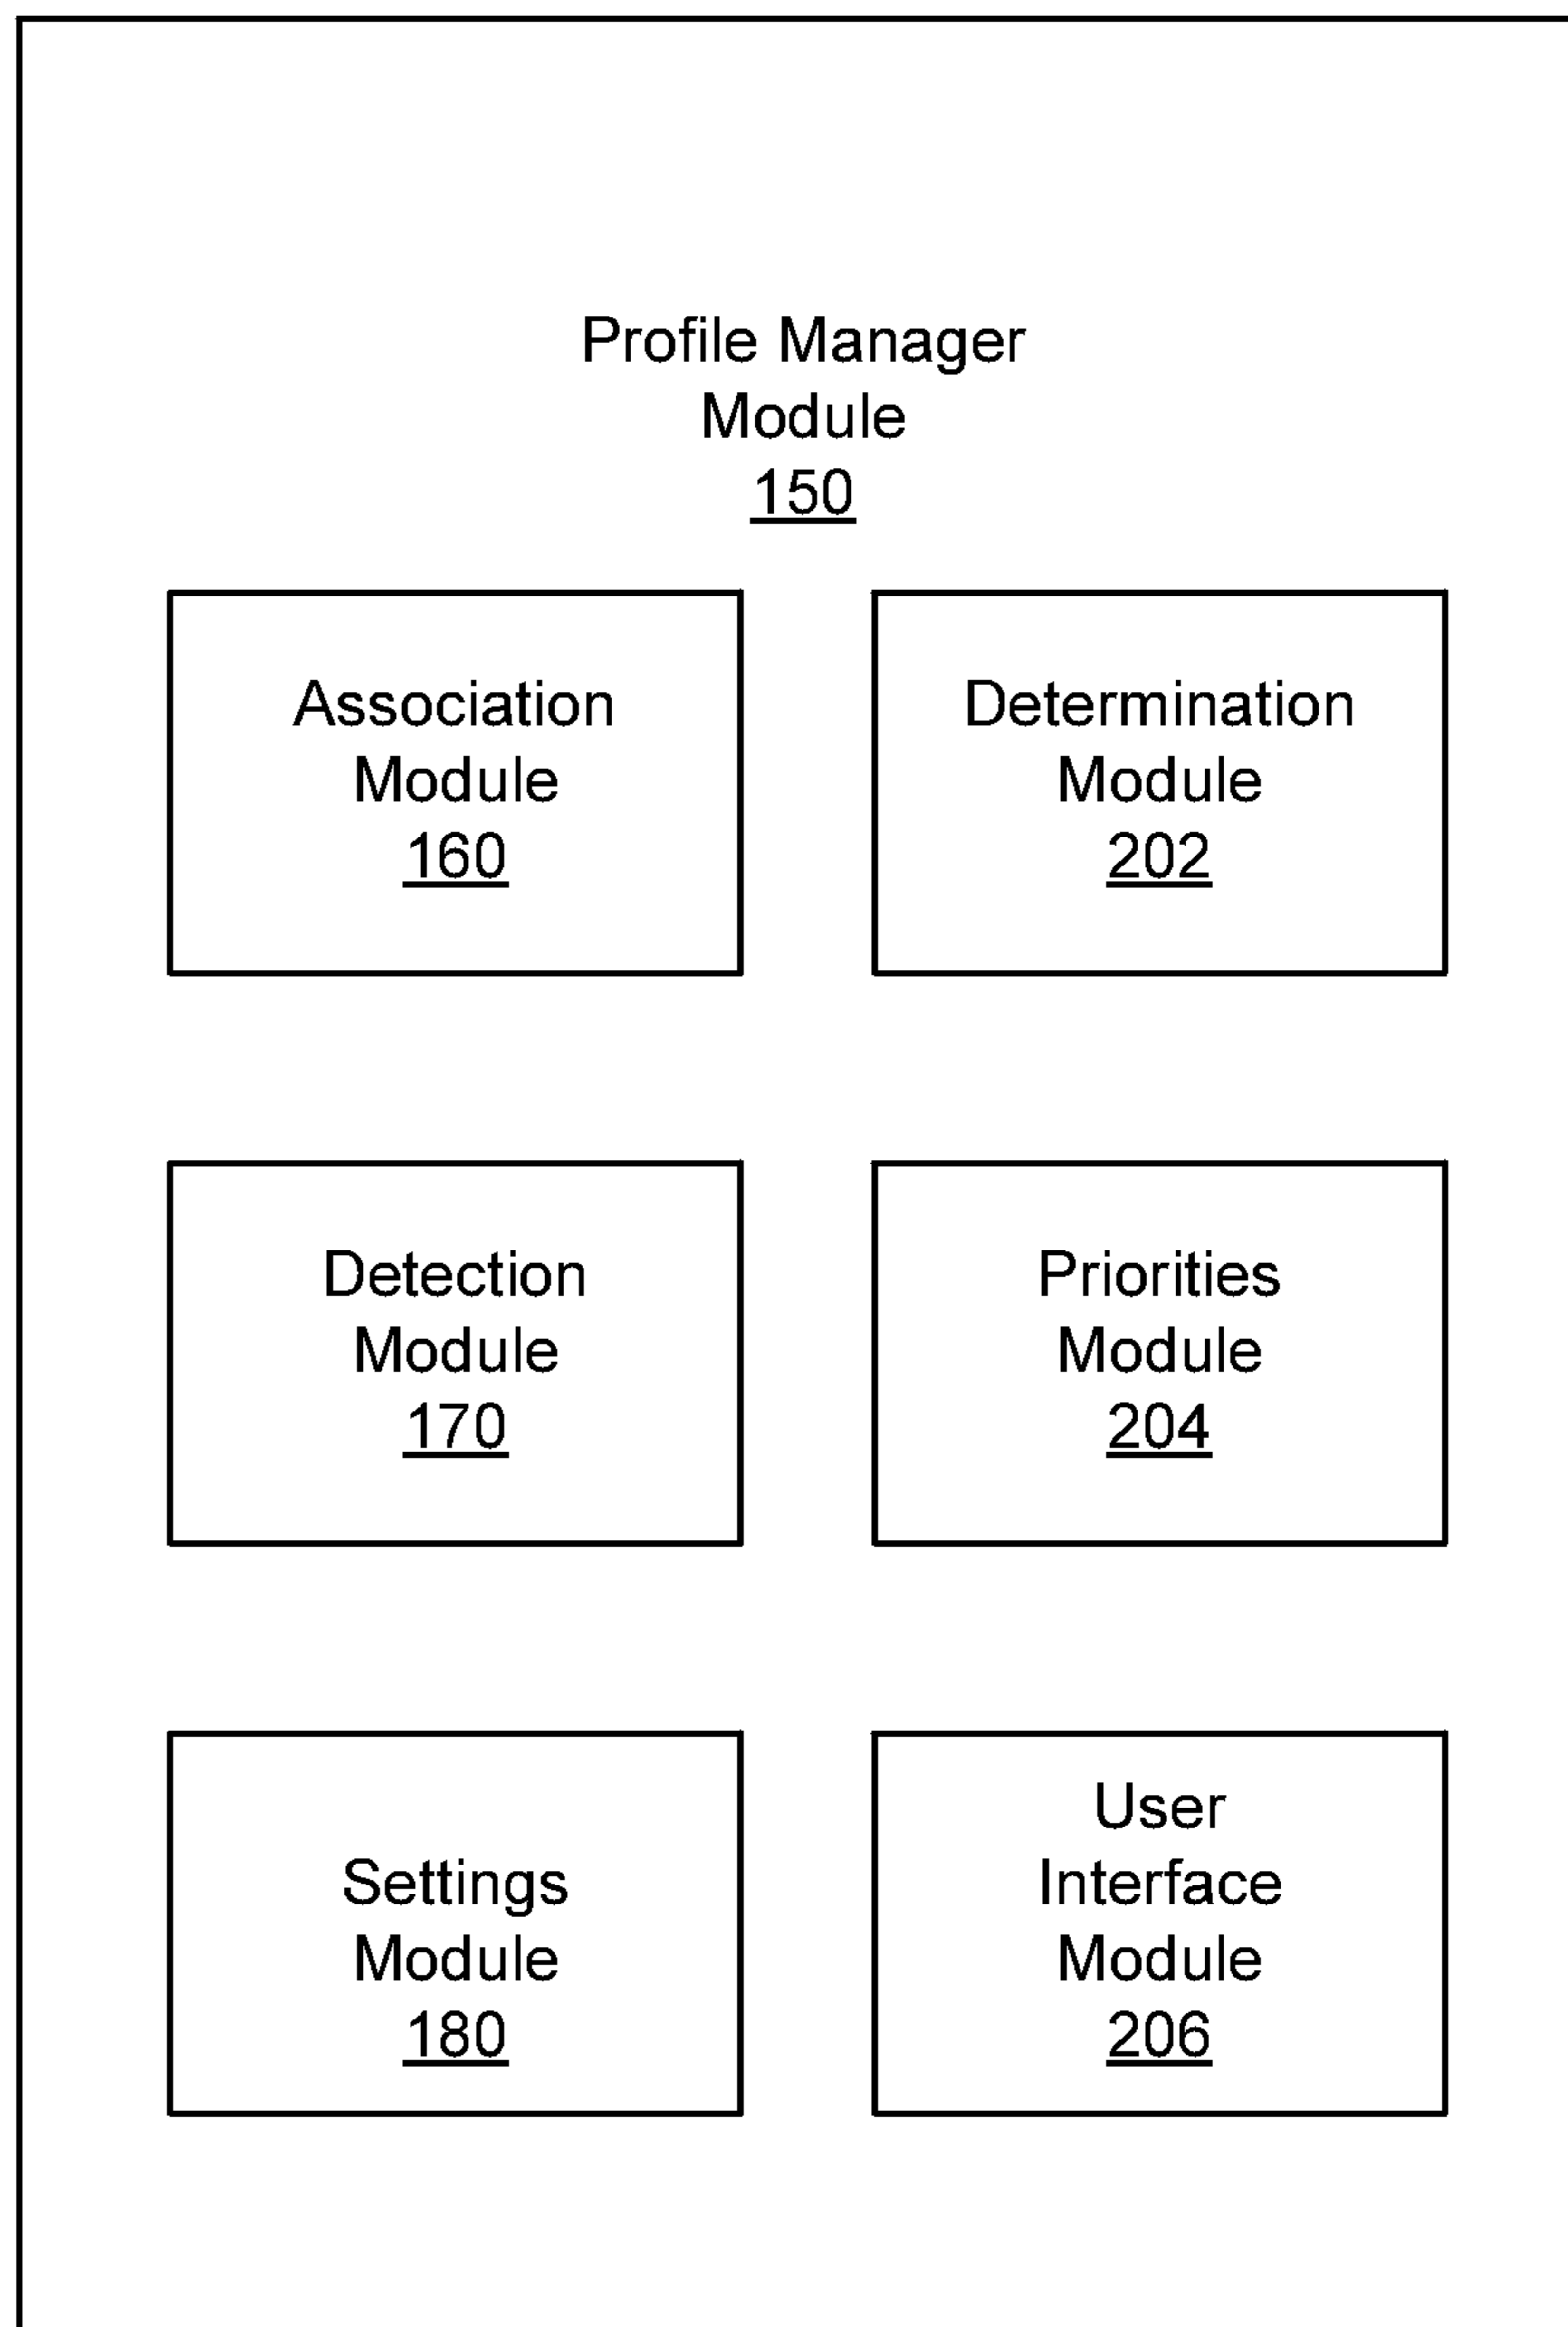 Profile Manager
Module
150
Association
Module
160
Determination
Module
202
Detection
Module
170
Priorities
Module
204
Settings
Module
180
User
Interface
Module
206